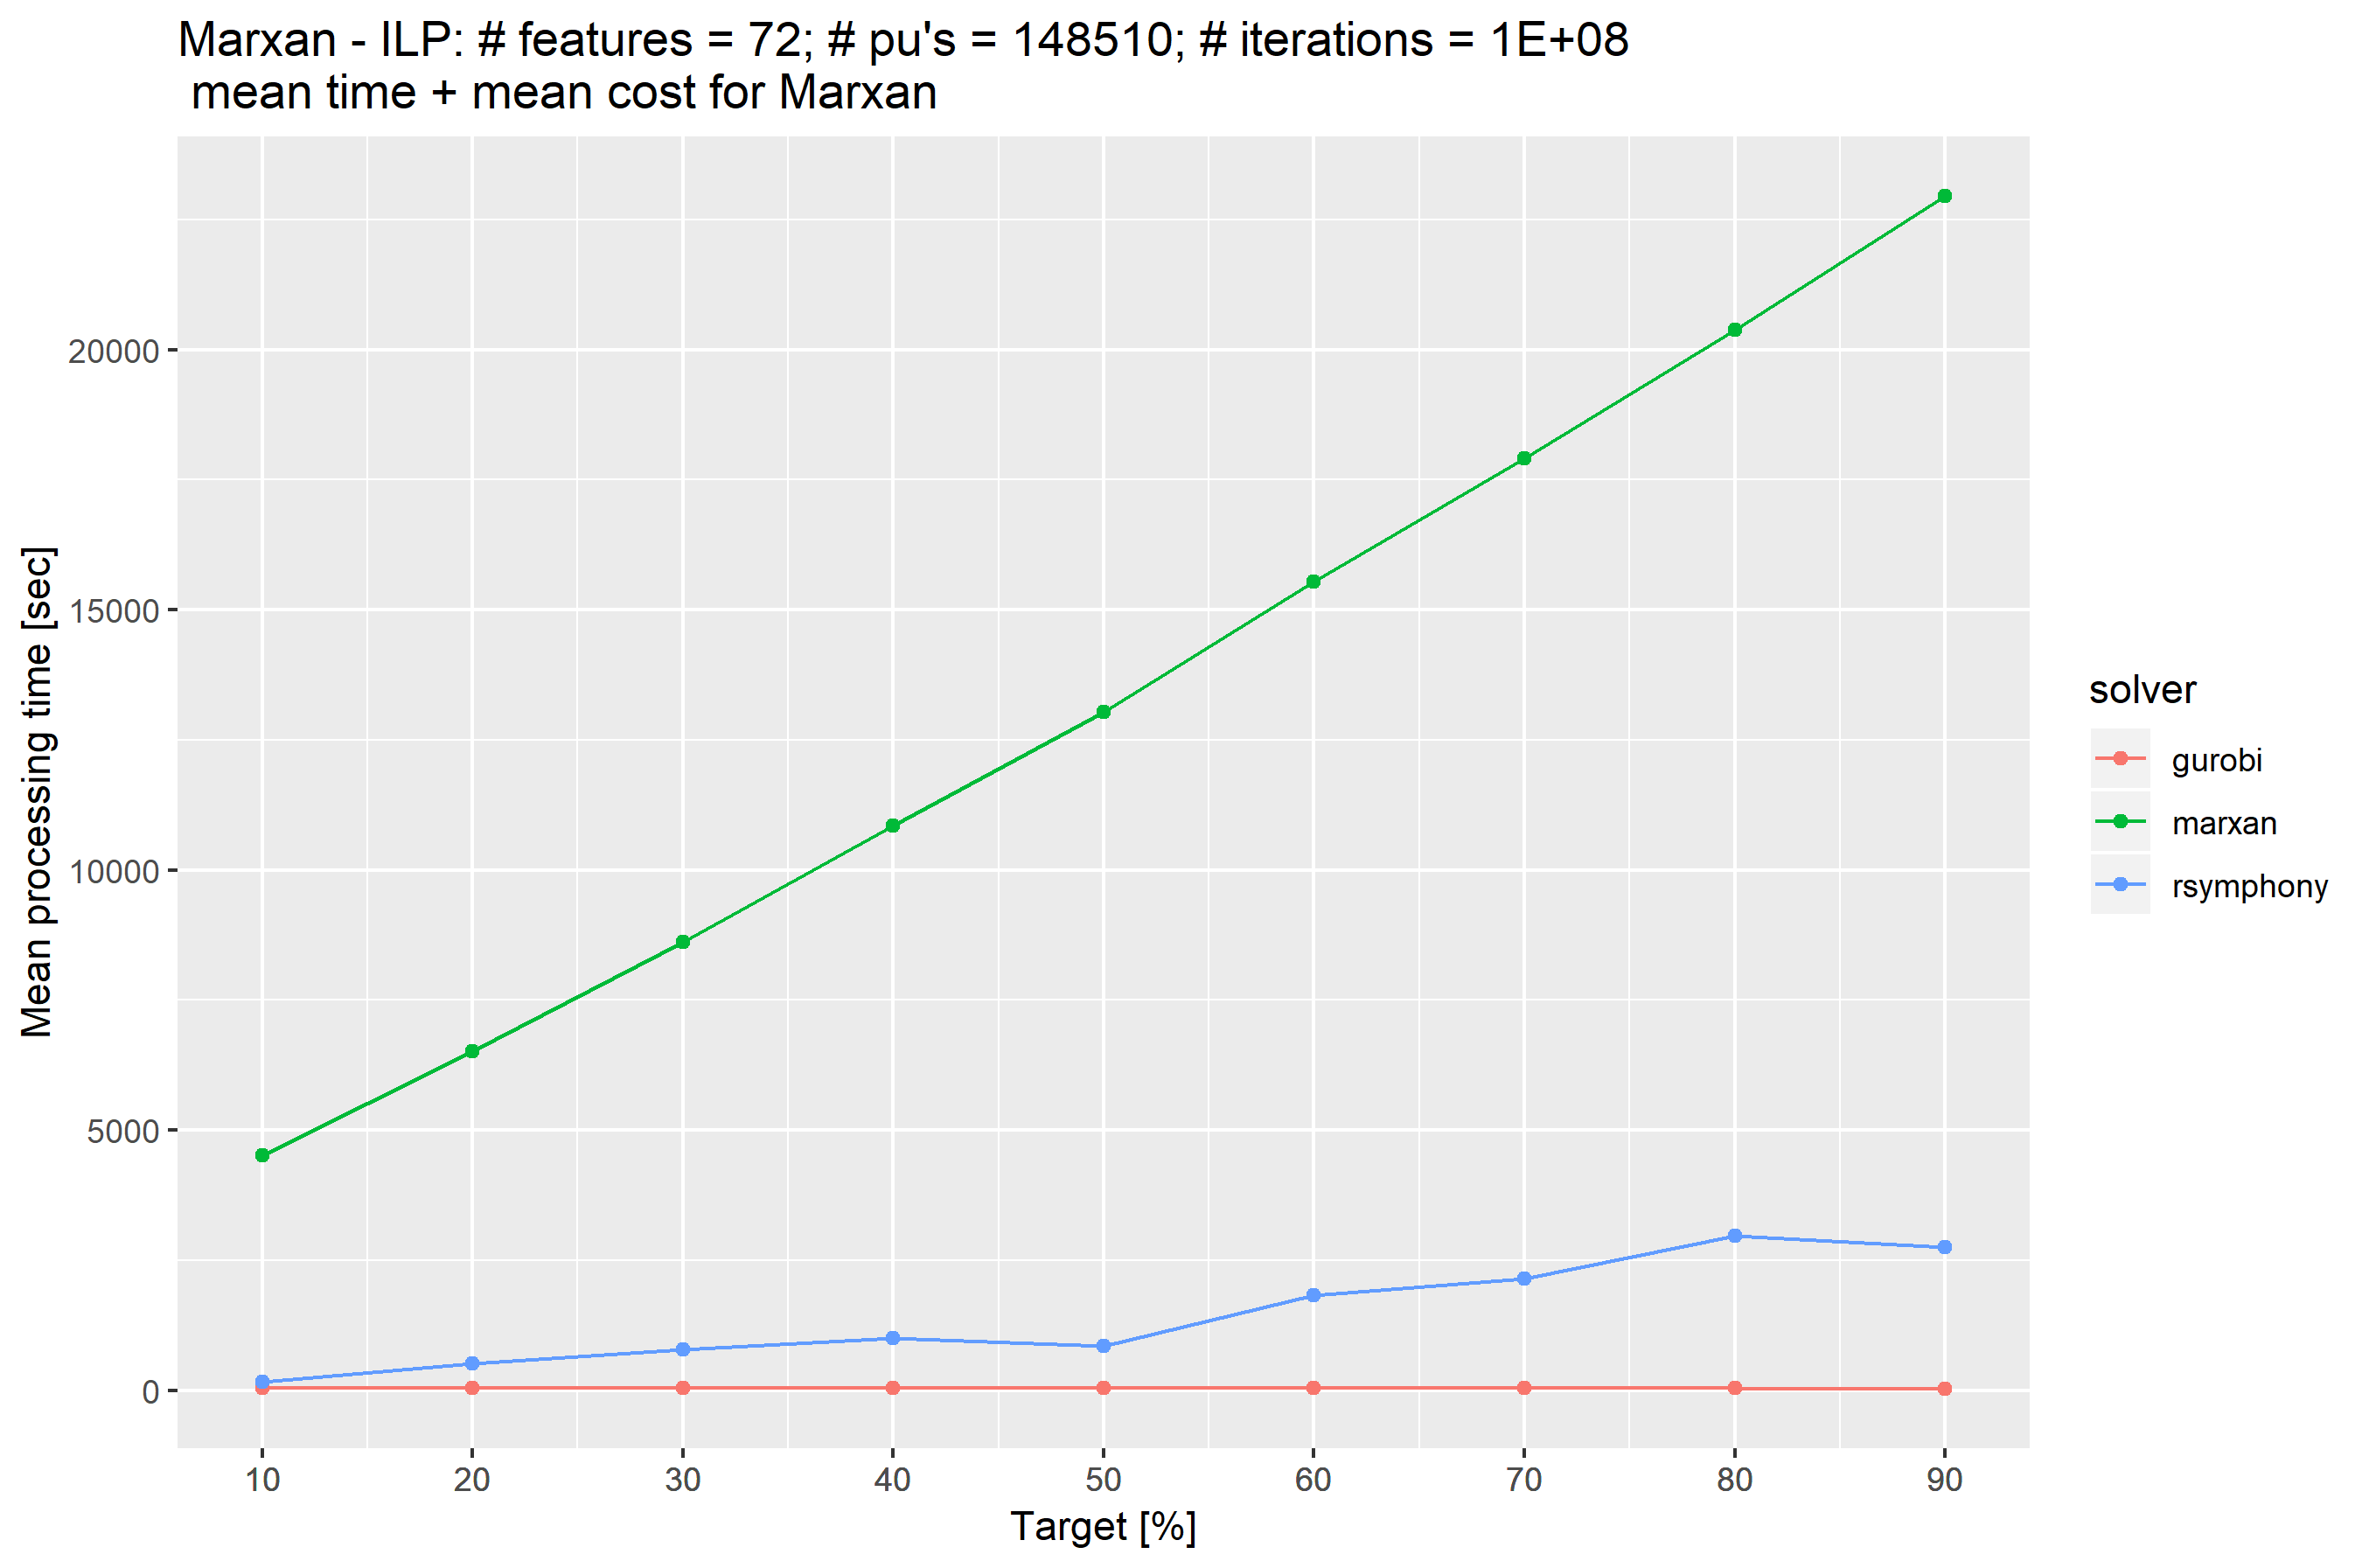 Marxan - ILP: # features = 72; # pu's = 148510; # iterations = 1E+08
mean time + mean cost for Marxan
Mean processing time [sec]
20000
15000
10000
5000
0
10 20 30 40 50 60 70 80 90
Target [%]
solver
gurobi
marxan
rsymphony